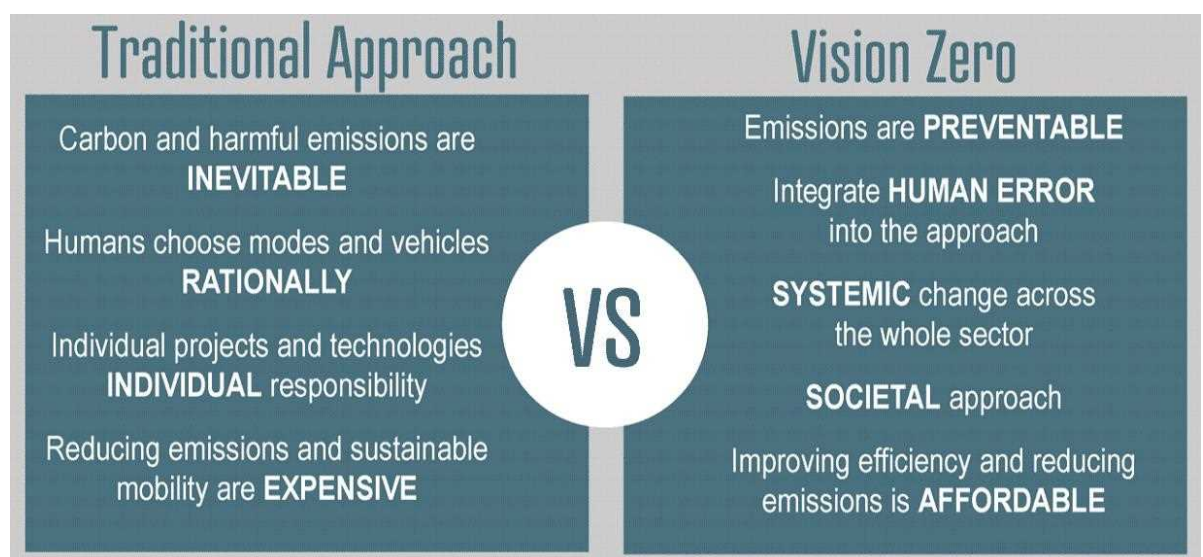 Traditional Approach
Carbon and harmful emissions are
INEVITABLE
Humans choose modes and vehicles
RATIONALLY
Individual projects and technologies
INDIVIDUAL responsibility
Reducing emissions and sustainable
mobility are EXPENSIVE
VS
Vision Zero
Emissions are PREVENTABLE
Integrate HUMAN ERROR
into the approach
SYSTEMIC change across
the whole sector
SOCIETAL approach
Improving efficiency and reducing
emissions is AFFORDABLE